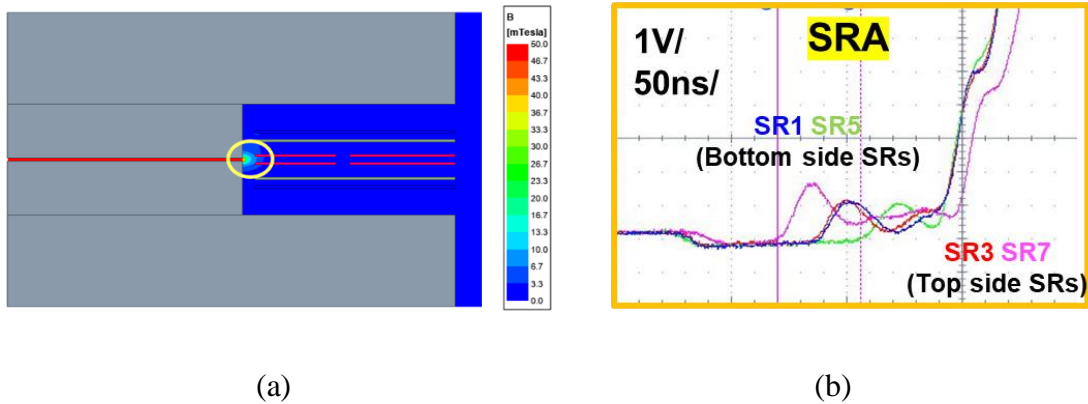 B
[mTesla]
50.0
46.7
43.3
40.0
36.7
33.3
30.0
26.7
23.3
20.0
16.7
13.3
10.0
6.7
3.3
0.0
1V/
50ns/
SRA
SR1 SR5
(Bottom side SRs)
SR3 SR7
(Top side SRs)
(a)
(b)